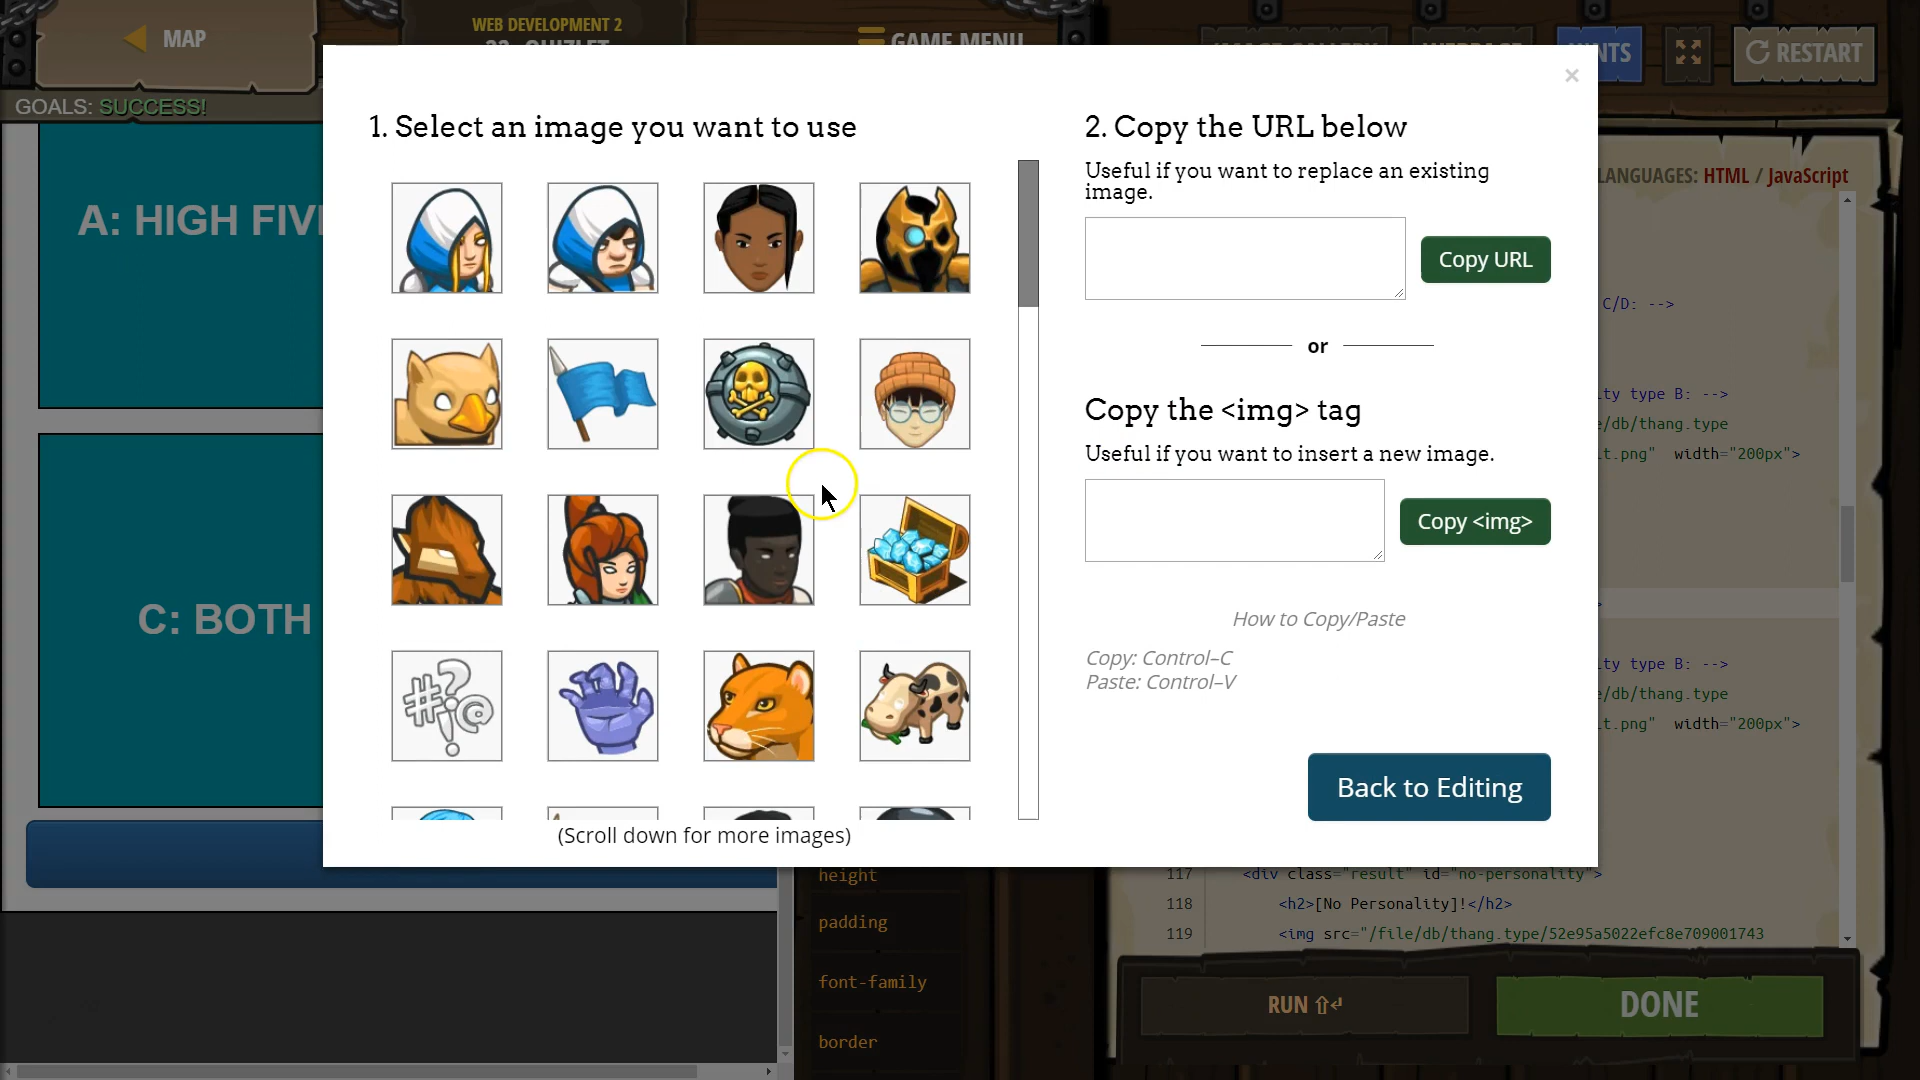 MAP
WEB DEVELOPMENT 2
GAME MENU
HINTS
RESTART
GOALS: SUCCESS!
LANGUAGES: HTML / JavaScript
×
1. Select an image you want to use
(Scroll down for more images)
2. Copy the URL below
Useful if you want to replace an existing
image.
Copy URL
or
Copy the <img> tag
Useful if you want to insert a new image.
Copy <img>
How to Copy/Paste
Copy: Control–C
Paste: Control–V
Back to Editing
A: HIGH FIV
C: BOTH
#?!@
C/D: -->
ty type B: -->
e/db/thang.type
t.png" width="200px">
>
ty type B: -->
e/db/thang.type
t.png" width="200px">
height
padding
font-family
border
117 <div class="result" id="no-personality">
118 <h2>[No Personality]!</h2>
119 <img src="/file/db/thang.type/52e95a5022efc8e709001743
RUN ⇧↵
DONE